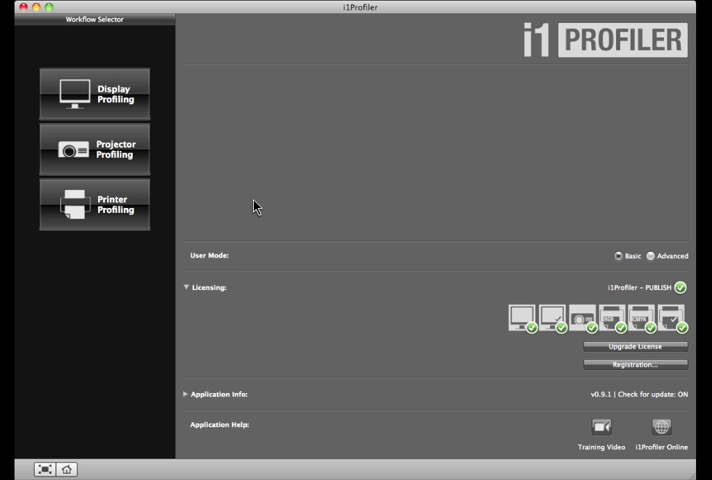 i1Profiler
Workflow Selector
i1 PROFILER
Display
Profiling
Projector
Profiling
Printer
Profiling
User Mode:
Basic
Advanced
Licensing:
i1Profiler - PUBLISH
Upgrade License
Registration...
Application Info:
v0.9.1 | Check for update: ON
Application Help:
Training Video
i1Profiler Online